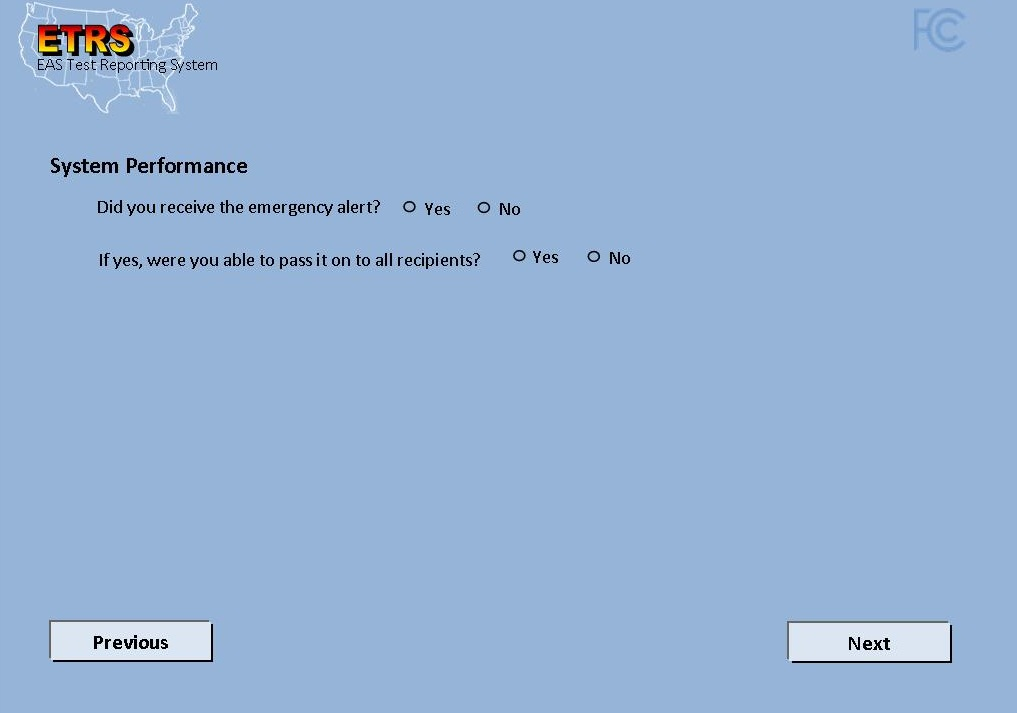 ETRS
EAS Test Reporting System
FCC
System Performance
Did you receive the emergency alert? Yes No
If yes, were you able to pass it on to all recipients? Yes No
Previous
Next